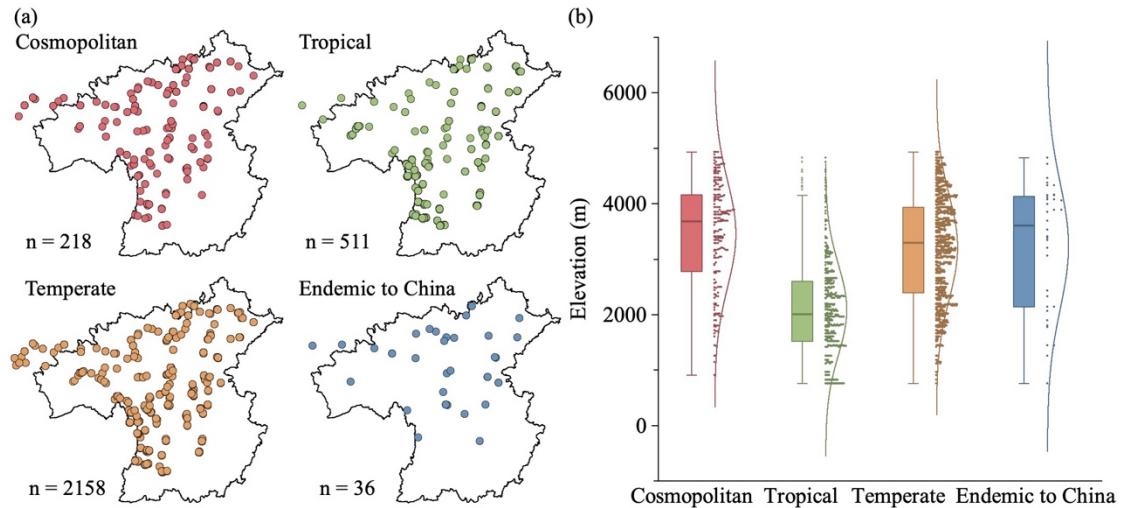 (a)
Cosmopolitan
Tropical
n = 218
n = 511
Temperate
Endemic to China
n = 2158
n = 36
(b)
Elevation (m)
6000
4000
2000
0
Cosmopolitan Tropical Temperate Endemic to China